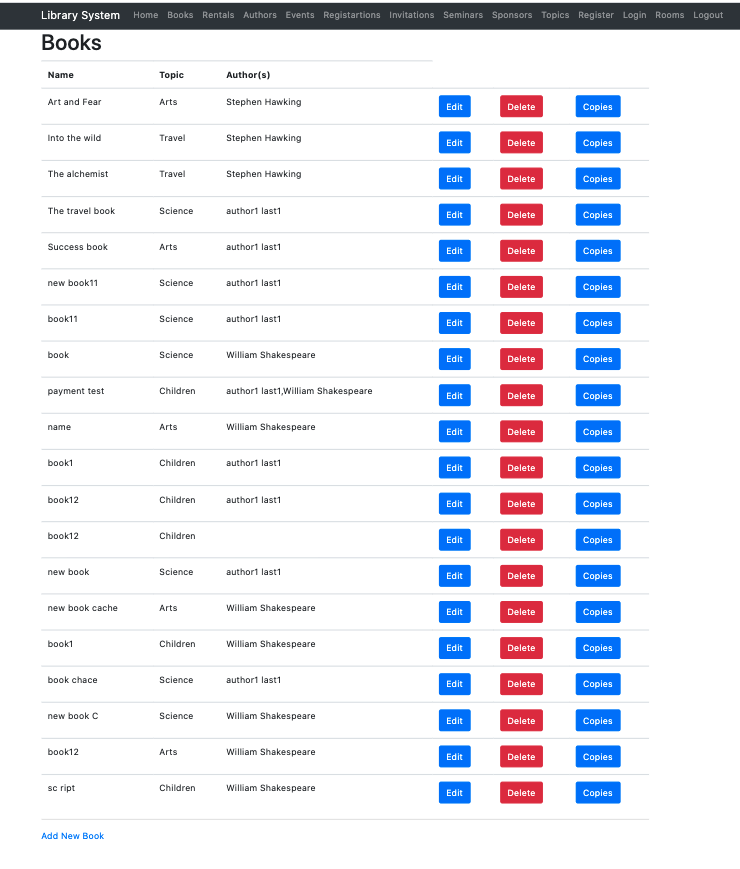 Library System Home Books Rentals Authors Events Registartions Invitations Seminars Sponsors Topics Register Login Rooms Logout
Books
Name Topic Author(s)
Art and Fear Arts Stephen Hawking Edit Delete Copies
Into the wild Travel Stephen Hawking Edit Delete Copies
The alchemist Travel Stephen Hawking Edit Delete Copies
The travel book Science author1 last1 Edit Delete Copies
Success book Arts author1 last1 Edit Delete Copies
new book11 Science author1 last1 Edit Delete Copies
book11 Science author1 last1 Edit Delete Copies
book Science William Shakespeare Edit Delete Copies
payment test Children author1 last1,William Shakespeare Edit Delete Copies
name Arts William Shakespeare Edit Delete Copies
book1 Children author1 last1 Edit Delete Copies
book12 Children author1 last1 Edit Delete Copies
book12 Children Edit Delete Copies
new book Science author1 last1 Edit Delete Copies
new book cache Arts William Shakespeare Edit Delete Copies
book1 Children William Shakespeare Edit Delete Copies
book chace Science author1 last1 Edit Delete Copies
new book C Science William Shakespeare Edit Delete Copies
book12 Arts William Shakespeare Edit Delete Copies
sc ript Children William Shakespeare Edit Delete Copies
Add New Book